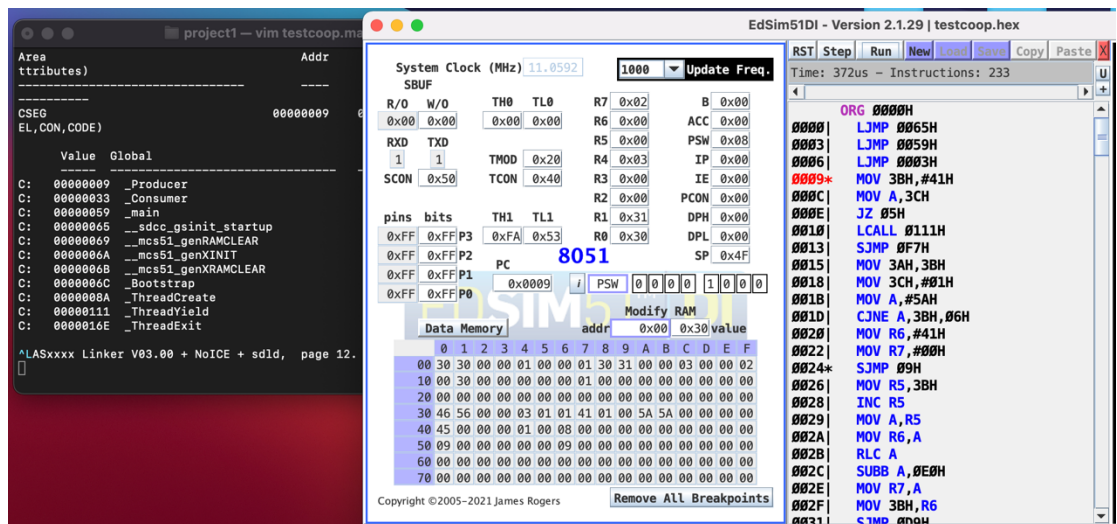 project1 — vim testcoop.ma
Area Addr
ttributes)
-------------------------------- ----
----------
CSEG 00000009
EL,CON,CODE)
Value Global
----- --------------------------------
C: 00000009 _Producer
C: 00000033 _Consumer
C: 00000059 _main
C: 00000065 __sdcc_gsinit_startup
C: 00000069 __mcs51_genRAMCLEAR
C: 0000006A __mcs51_genXINIT
C: 0000006B __mcs51_genXRAMCLEAR
C: 0000006C _Bootstrap
C: 0000008A _ThreadCreate
C: 00000111 _ThreadYield
C: 0000016E _ThreadExit
^LASxxxx Linker V03.00 + NoICE + sdld, page 12.
EdSim51DI - Version 2.1.29 | testcoop.hex
System Clock (MHz) 11.0592 1000 Update Freq.
SBUF
R/O W/O TH0 TL0 R7 0x02 B 0x00
0x00 0x00 0x00 0x00 R6 0x00 ACC 0x00
RXD TXD R5 0x00 PSW 0x08
1 1 TMOD 0x20 R4 0x03 IP 0x00
SCON 0x50 TCON 0x40 R3 0x00 IE 0x00
R2 0x00 PCON 0x00
pins bits TH1 TL1 R1 0x31 DPH 0x00
0xFF 0xFF P3 0xFA 0x53 R0 0x30 DPL 0x00
0xFF 0xFF P2 8051 SP 0x4F
0xFF 0xFF P1 PC
0xFF 0xFF P0 0x0009 i PSW 0 0 0 0 1 0 0 0
EDSIM51DI
Modify RAM
Data Memory addr 0x00 0x30 value
0 1 2 3 4 5 6 7 8 9 A B C D E F
00 30 30 00 00 01 00 00 01 30 31 00 00 03 00 00 02
10 00 30 00 00 00 00 00 01 00 00 00 00 00 00 00 00
20 00 00 00 00 00 00 00 00 00 00 00 00 00 00 00 00
30 46 56 00 00 03 01 01 41 01 00 5A 5A 00 00 00 00
40 45 00 00 00 01 00 08 00 00 00 00 00 00 00 00 00
50 09 00 00 00 00 00 09 00 00 00 00 00 00 00 00 00
60 00 00 00 00 00 00 00 00 00 00 00 00 00 00 00 00
70 00 00 00 00 00 00 00 00 00 00 00 00 00 00 00 00
Copyright ©2005-2021 James Rogers Remove All Breakpoints
RST Step Run New Load Save Copy Paste X
Time: 372us - Instructions: 233 U
+
ORG 0000H
0000| LJMP 0065H
0003| LJMP 0059H
0006| LJMP 0003H
0009* MOV 3BH,#41H
000C| MOV A,3CH
000E| JZ 05H
0010| LCALL 0111H
0013| SJMP 0F7H
0015| MOV 3AH,3BH
0018| MOV 3CH,#01H
001B| MOV A,#5AH
001D| CJNE A,3BH,06H
0020| MOV R6,#41H
0022| MOV R7,#00H
0024* SJMP 09H
0026| MOV R5,3BH
0028| INC R5
0029| MOV A,R5
002A| MOV R6,A
002B| RLC A
002C| SUBB A,0E0H
002E| MOV R7,A
002F| MOV 3BH,R6
0031| SJMP 0D9H